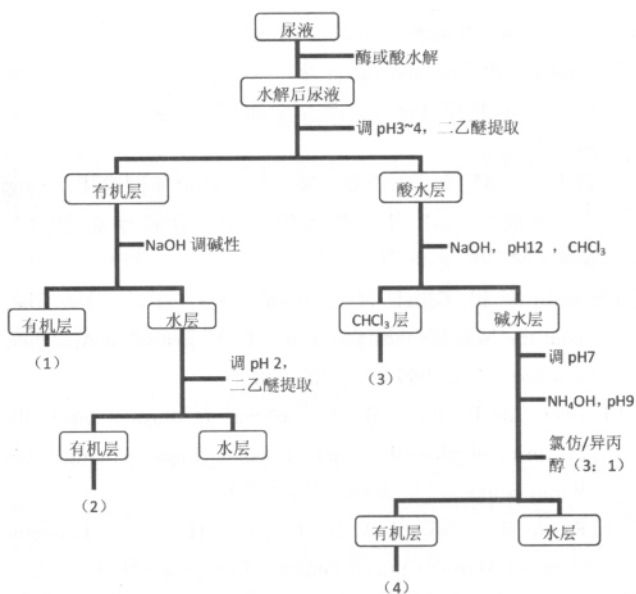 尿液
酶或酸水解
水解后尿液
调 pH3~4，二乙醚提取
有机层
酸水层
NaOH 调碱性
NaOH，pH12 ，CHCl₃
有机层
水层
CHCl₃ 层
碱水层
（1）
调 pH 2，
二乙醚提取
（3）
调 pH7
NH₄OH, pH9
有机层
水层
氯仿/异丙
醇（3：1）
（2）
有机层
水层
（4）